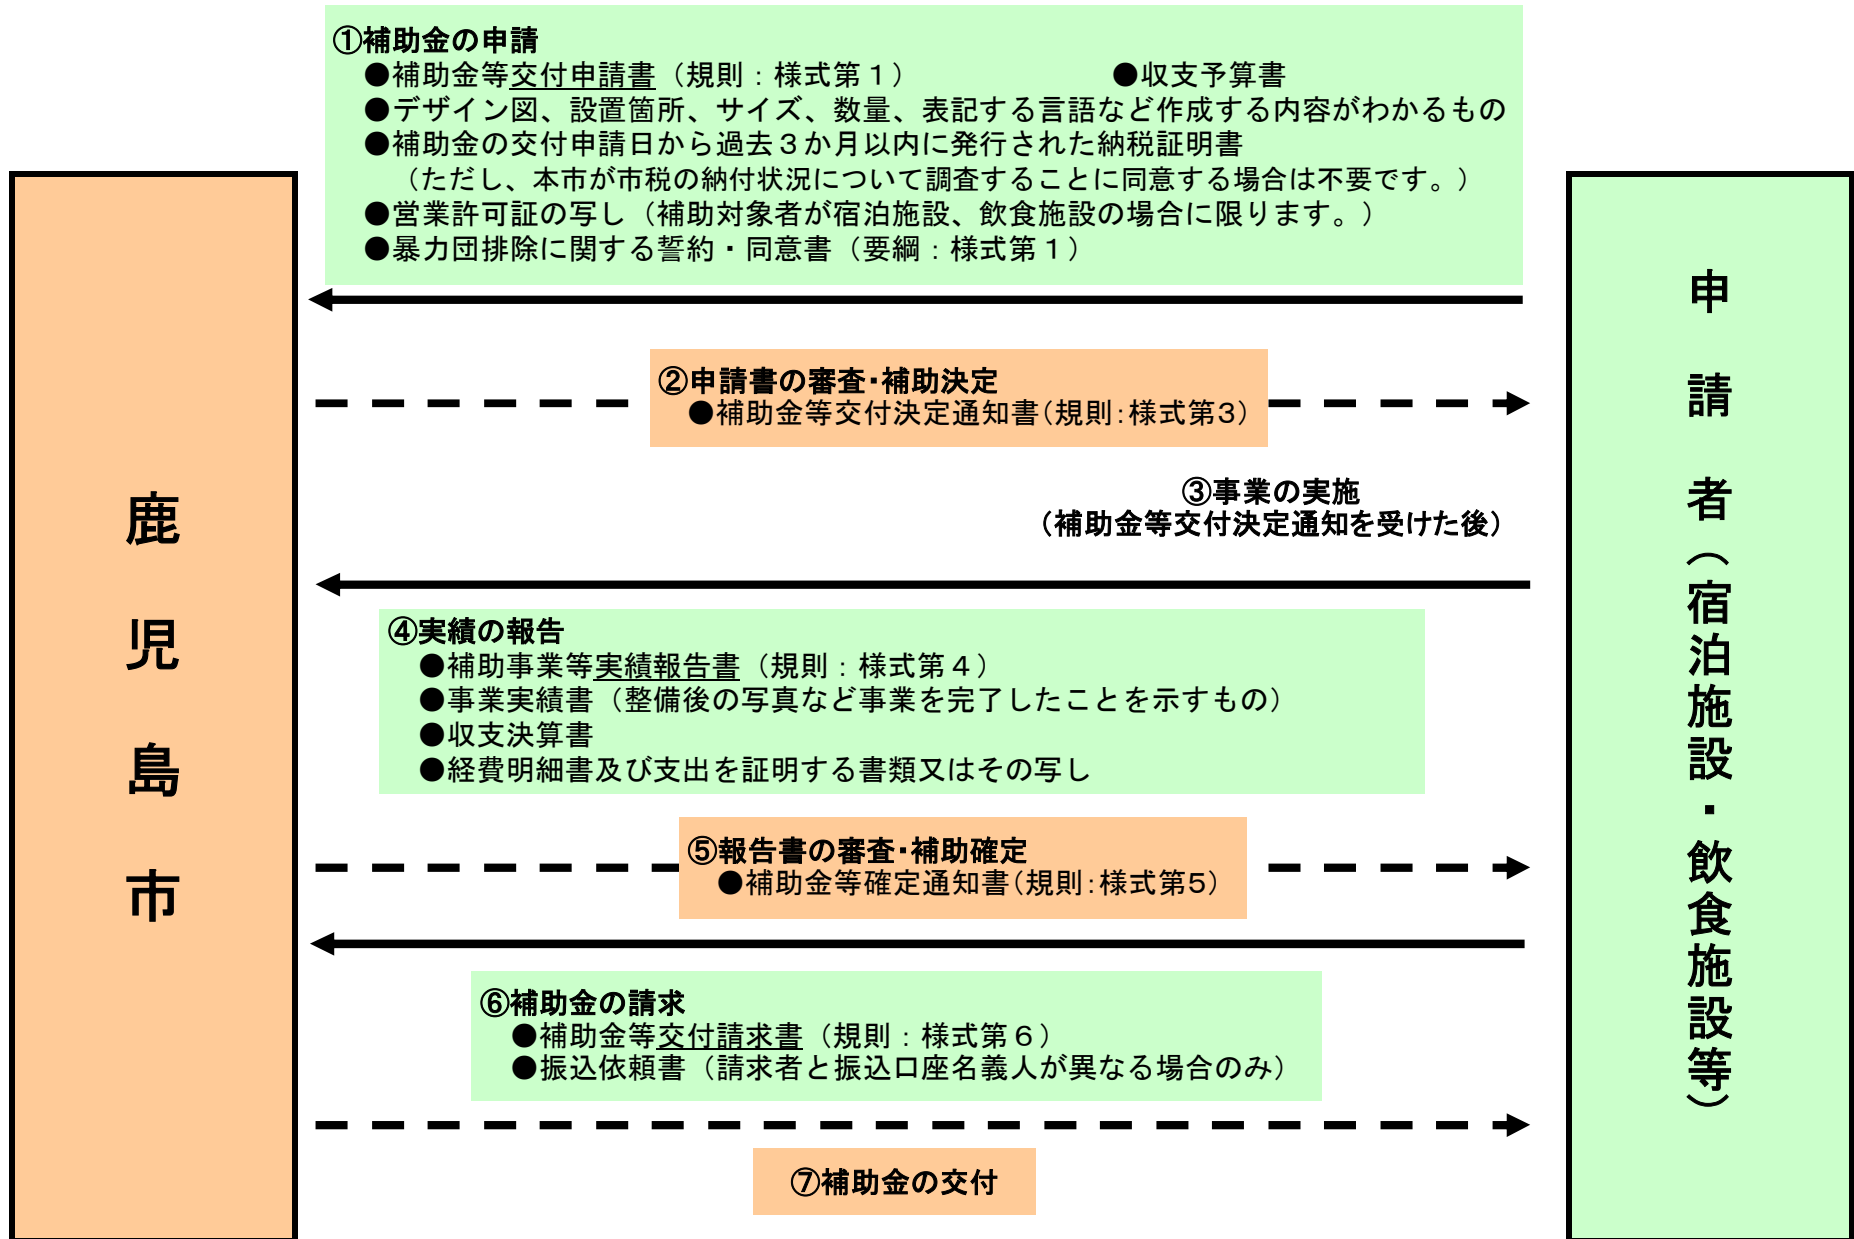 ①補助金の申請
●補助金等交付申請書（規則：様式第１） ●収支予算書
●デザイン図、設置箇所、サイズ、数量、表記する言語など作成する内容がわかるもの
●補助金の交付申請日から過去３か月以内に発行された納税証明書
（ただし、本市が市税の納付状況について調査することに同意する場合は不要です。）
●営業許可証の写し（補助対象者が宿泊施設、飲食施設の場合に限ります。）
●暴力団排除に関する誓約・同意書（要綱：様式第１）
②申請書の審査・補助決定
●補助金等交付決定通知書（規則：様式第3）
③事業の実施
（補助金等交付決定通知を受けた後）
④実績の報告
●補助事業等実績報告書（規則：様式第４）
●事業実績書（整備後の写真など事業を完了したことを示すもの）
●収支決算書
●経費明細書及び支出を証明する書類又はその写し
⑤報告書の審査・補助確定
●補助金等確定通知書（規則：様式第5）
⑥補助金の請求
●補助金等交付請求書（規則：様式第６）
●振込依頼書（請求者と振込口座名義人が異なる場合のみ）
⑦補助金の交付
鹿児島市
申請者（宿泊施設・飲食施設等）